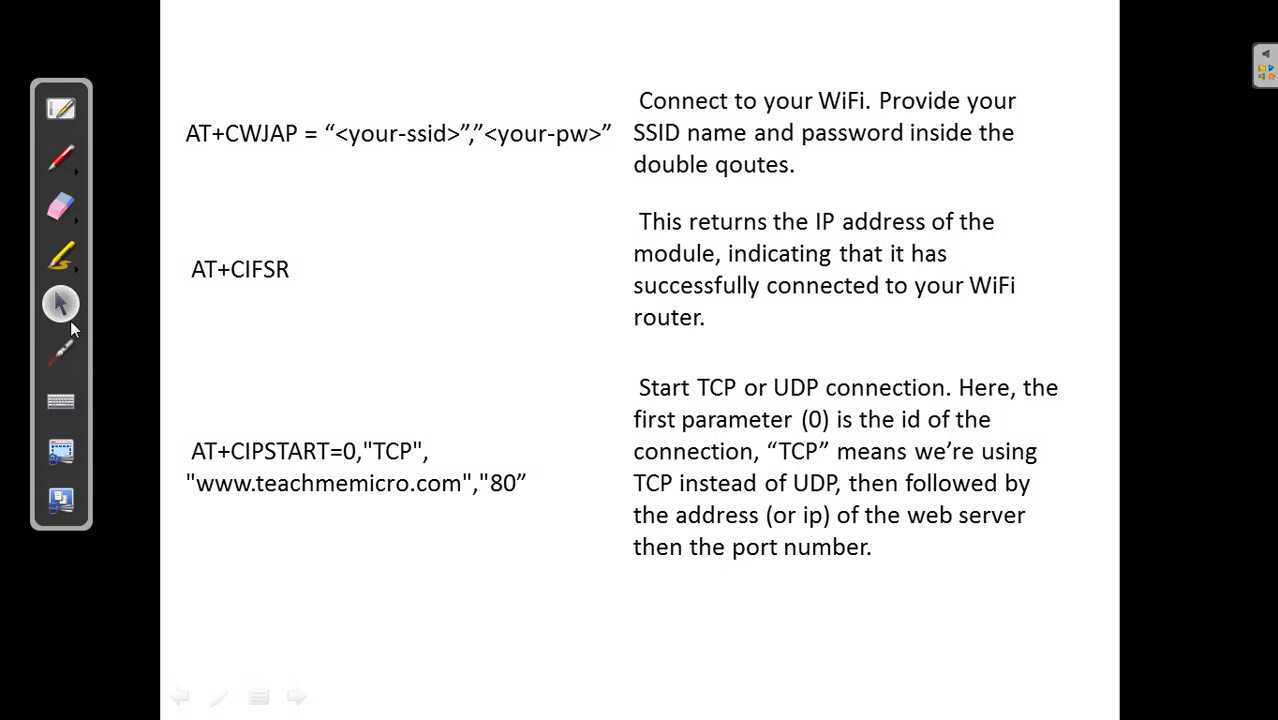 AT+CWJAP = “<your-ssid>”,”<your-pw>”
Connect to your WiFi. Provide your
SSID name and password inside the
double qoutes.
AT+CIFSR
This returns the IP address of the
module, indicating that it has
successfully connected to your WiFi
router.
AT+CIPSTART=0,"TCP",
"www.teachmemicro.com","80”
Start TCP or UDP connection. Here, the
first parameter (0) is the id of the
connection, “TCP” means we’re using
TCP instead of UDP, then followed by
the address (or ip) of the web server
then the port number.